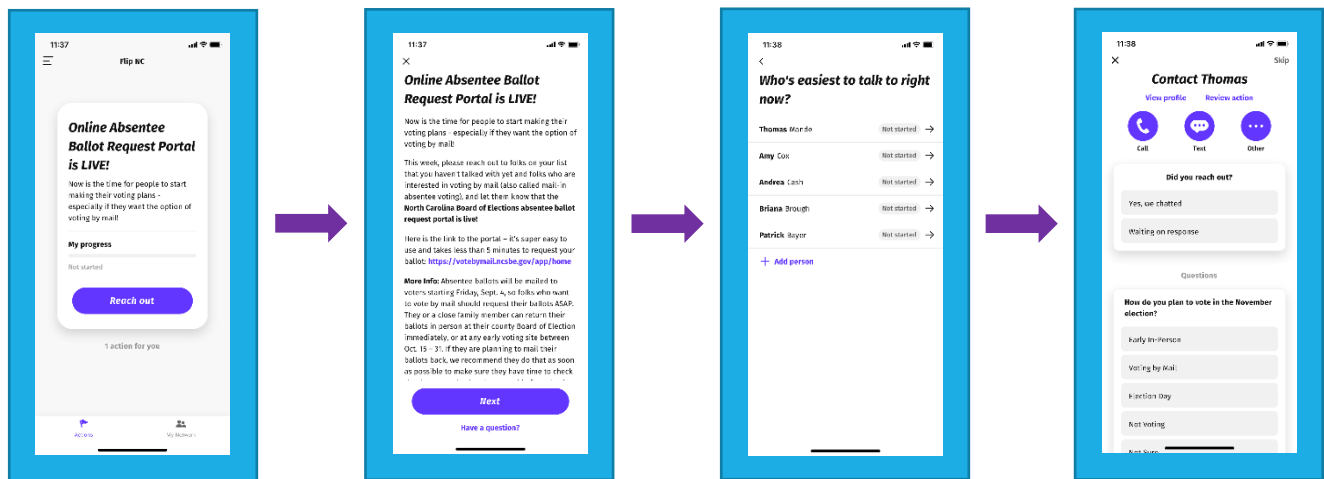 11:37
Flip NC
Online Absentee
Ballot Request Portal
is LIVE!
Now is the time for people to start
making their voting plans -
especially if they want the option of
voting by mail!
My progress
Not started
Reach out
1 action for you
Actions
My Network
11:37
Online Absentee Ballot
Request Portal is LIVE!
Now is the time for people to start making their
voting plans - especially if they want the option of
voting by mail!
This week, please reach out to folks on your list
that you haven't talked with yet and folks who are
interested in voting by mail (also called mail-in
absentee voting), and let them know that the
North Carolina Board of Elections absentee ballot
request portal is live!
Here is the link to the portal – it's super easy to
use and takes less than 5 minutes to request your
ballot: https://votebymail.ncsbe.gov/app/home
More Info: Absentee ballots will be mailed to
voters starting Friday, Sept. 4, so folks who want
to vote by mail should request their ballots ASAP.
They or a close family member can return their
ballots in person at their county Board of Election
immediately, or at any early voting site between
Oct. 15 - 31. If they are planning to mail their
ballots back, we recommend they do that as soon
as possible to make sure they have time to check
Next
Have a question?
11:38
Who's easiest to talk to right
now?
Thomas Mande Not started
Amy Cox Not started
Andrea Cash Not started
Briana Brough Not started
Patrick Bayer Not started
+ Add person
11:38
Skip
Contact Thomas
View profile Review action
Call Text Other
Did you reach out?
Yes, we chatted
Waiting on response
Questions
How do you plan to vote in the November
election?
Early In-Person
Voting by Mail
Election Day
Not Voting
Not Sure